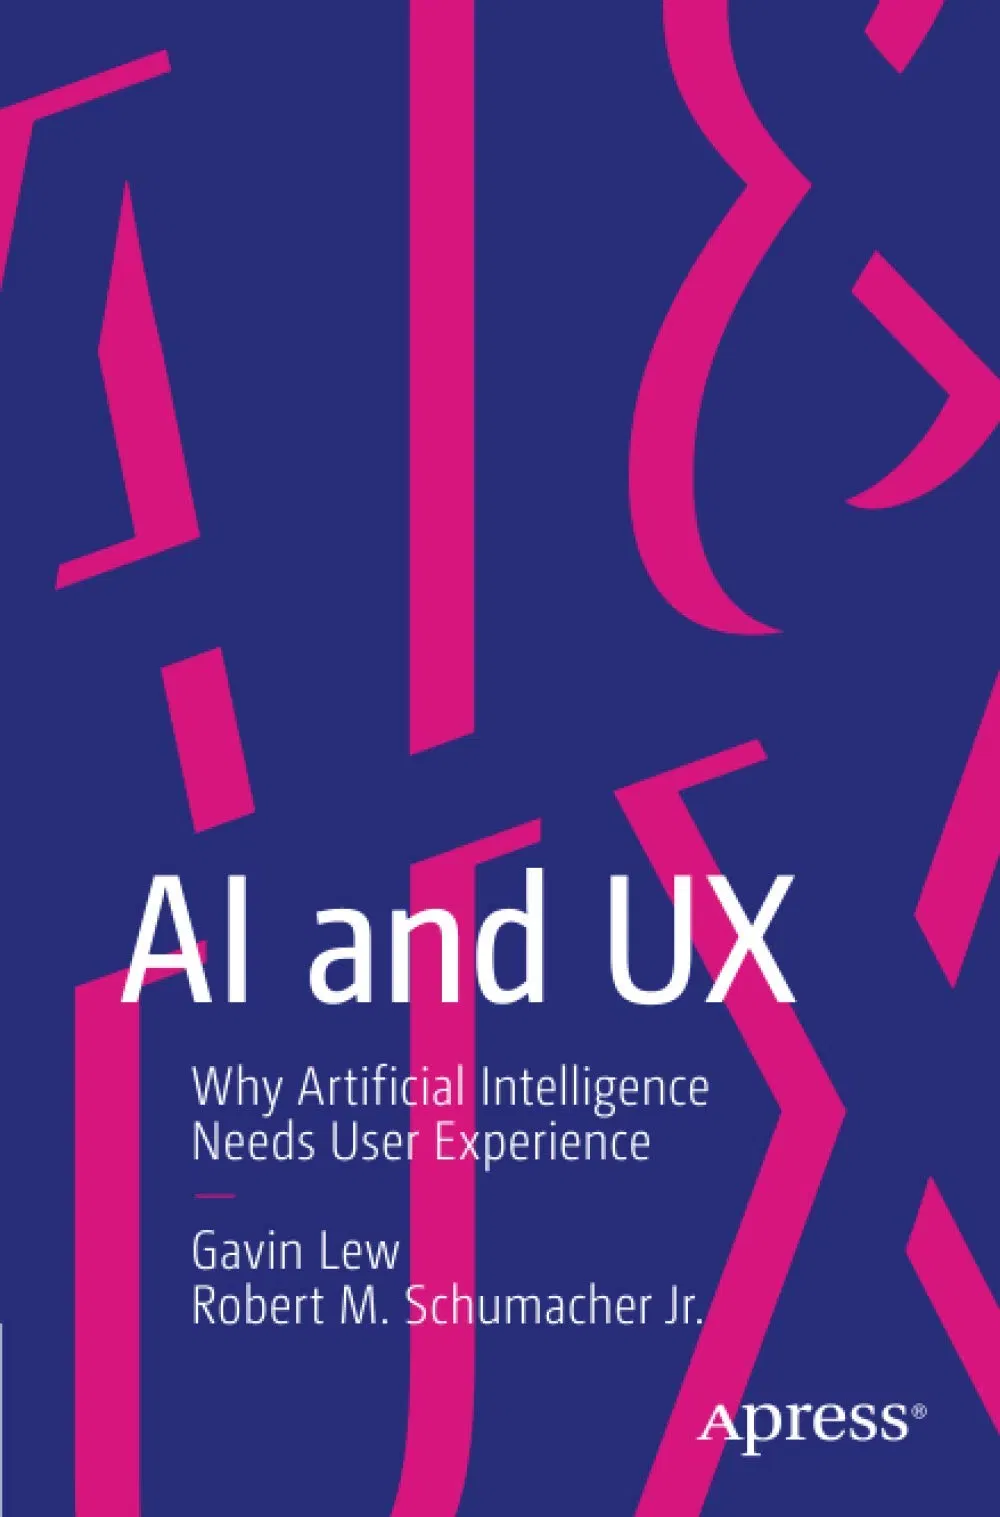 AI and UX
Why Artificial Intelligence
Needs User Experience
Gavin Lew
Robert M. Schumacher Jr.
Apress®